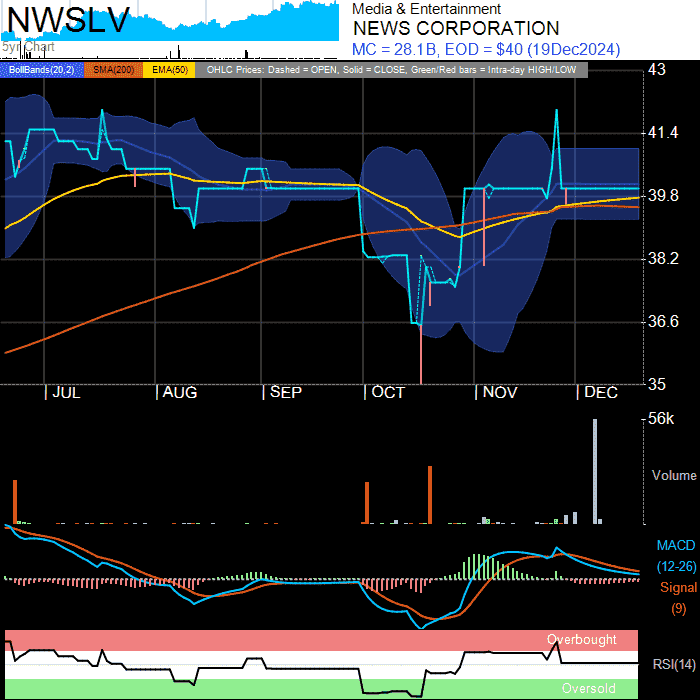 NWSLV
5yr Chart
Media & Entertainment
NEWS CORPORATION
MC = 28.1B, EOD = $40 (19Dec2024)
BollBands(20,2) SMA(200) EMA(50) OHLC Prices: Dashed = OPEN, Solid = CLOSE, Green/Red bars = Intra-day HIGH/LOW
43
41.4
39.8
38.2
36.6
35
| JUL | AUG | SEP | OCT | NOV | DEC
56k
Volume
MACD
(12-26)
Signal
(9)
Overbought
RSI(14)
Oversold